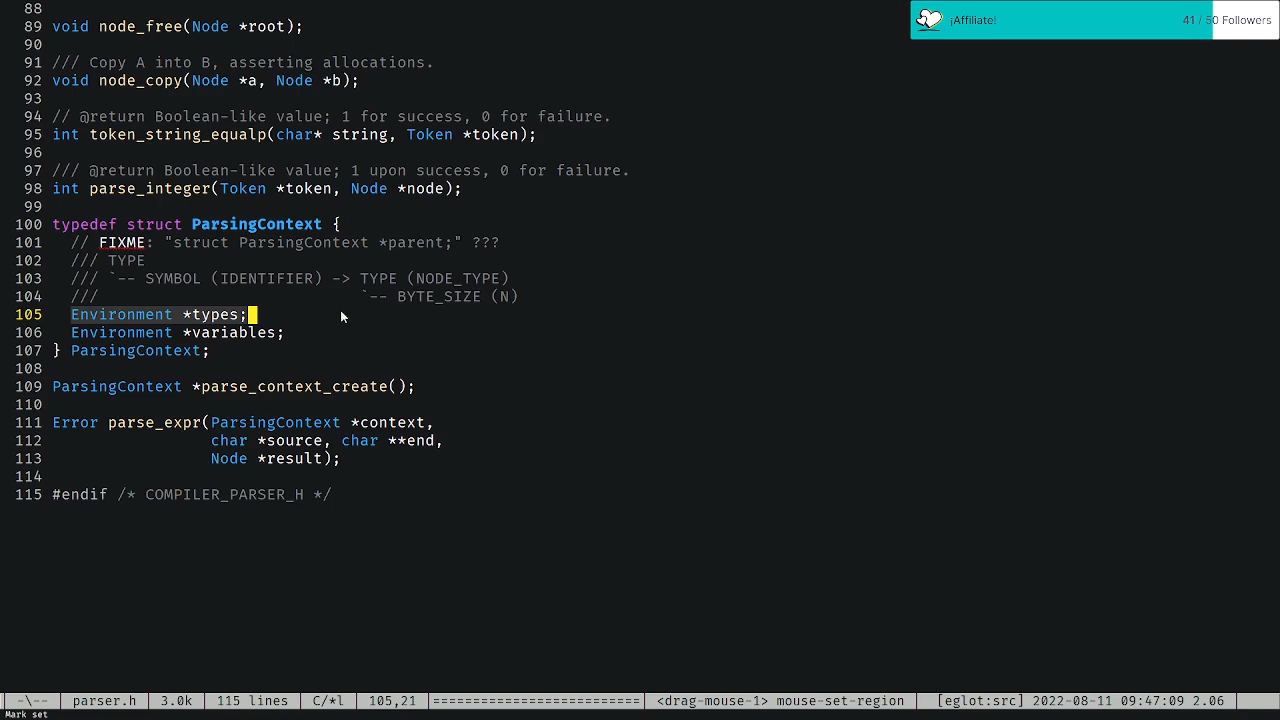 88
89 void node_free(Node *root);
90
91 /// Copy A into B, asserting allocations.
92 void node_copy(Node *a, Node *b);
93
94 // @return Boolean-like value; 1 for success, 0 for failure.
95 int token_string_equalp(char* string, Token *token);
96
97 /// @return Boolean-like value; 1 upon success, 0 for failure.
98 int parse_integer(Token *token, Node *node);
99
100 typedef struct ParsingContext {
101   // FIXME: "struct ParsingContext *parent;" ???
102   /// TYPE
103   /// `-- SYMBOL (IDENTIFIER) -> TYPE (NODE_TYPE)
104   ///                            `-- BYTE_SIZE (N)
105   Environment *types;
106   Environment *variables;
107 } ParsingContext;
108
109 ParsingContext *parse_context_create();
110
111 Error parse_expr(ParsingContext *context,
112                  char *source, char **end,
113                  Node *result);
114
115 #endif /* COMPILER_PARSER_H */
¡Affiliate! 41 / 50 Followers
-\-- parser.h 3.0k 115 lines C/*l 105,21 ======================= <drag-mouse-1> mouse-set-region [eglot:src] 2022-08-11 09:47:09 2.06
Mark set